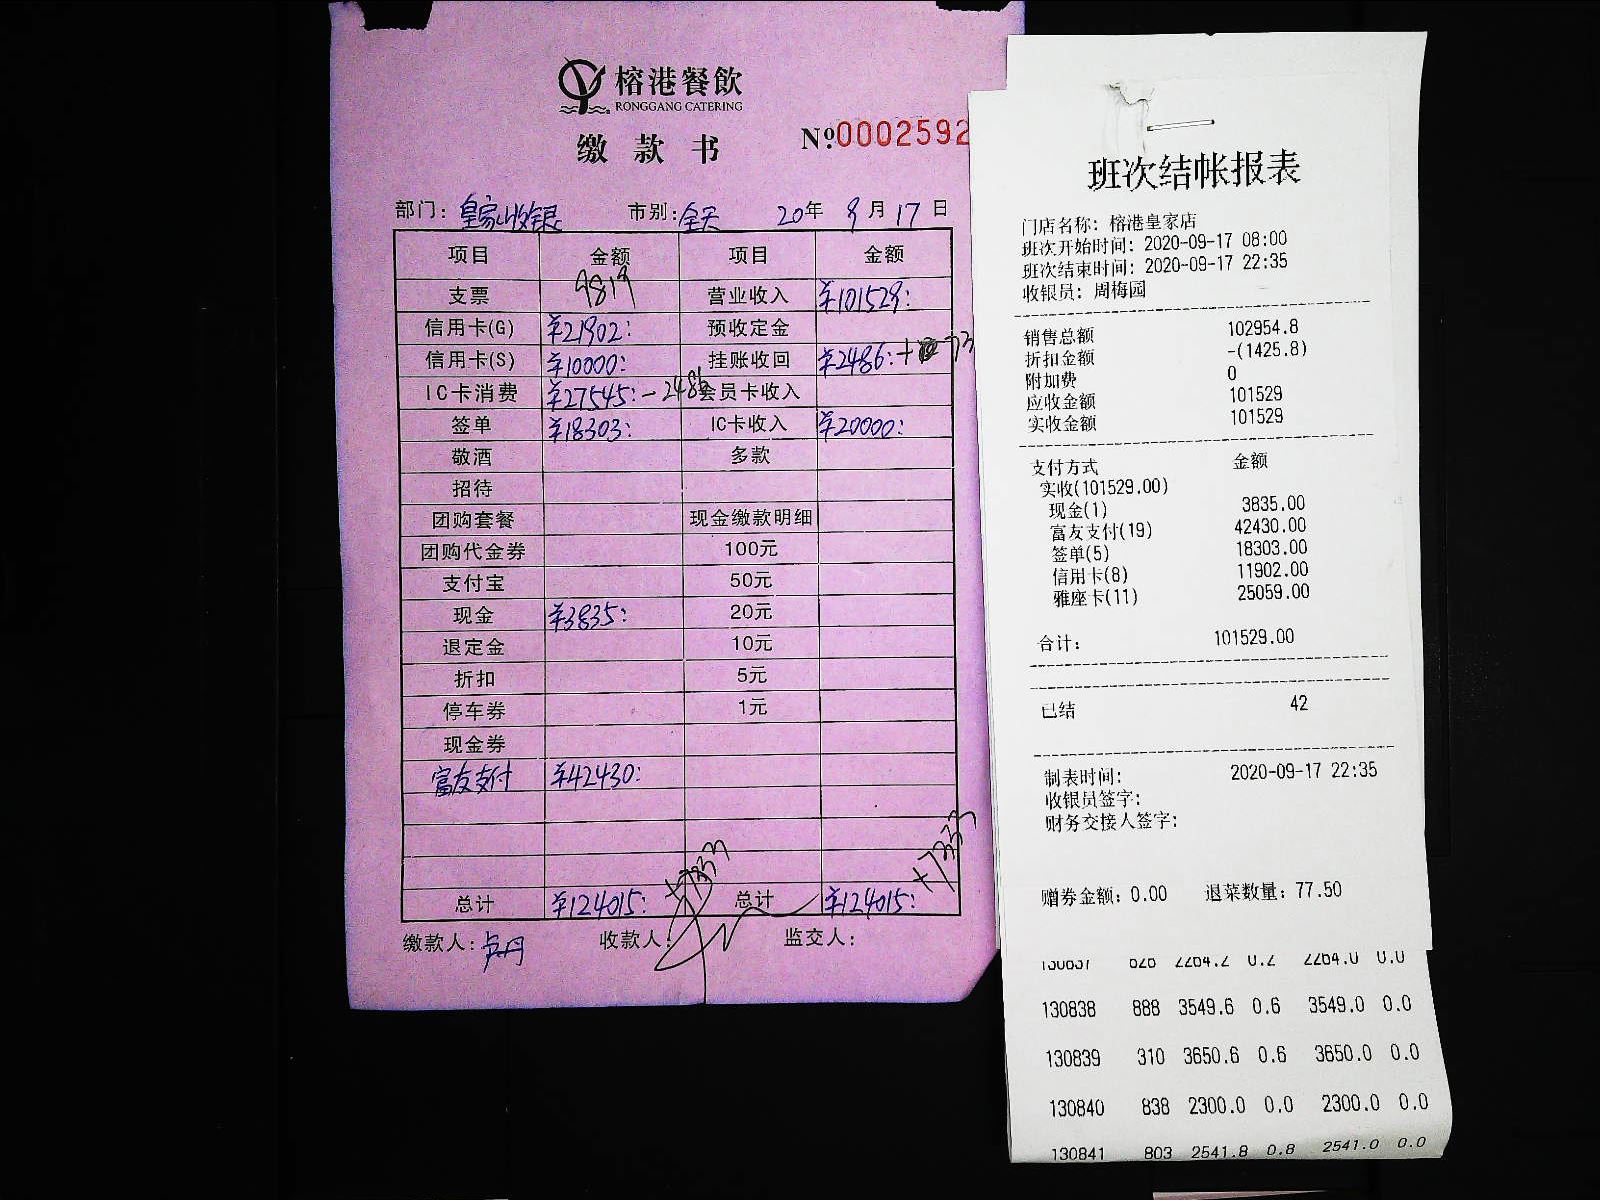 榕港餐飲
RONGGANG CATERING
缴款书
№:0002592
部门: 皇家收银 市别: 全天 20年 9月 17日
项目 金额 项目 金额
支票 9819 营业收入 ¥101529:
信用卡(G) ¥21902: 预收定金
信用卡(S) ¥10000: 挂账收回 ¥2486:+
IC卡消费 ¥27545:-2486 会员卡收入
签单 ¥18303: IC卡收入 ¥20000:
敬酒 多款
招待
团购套餐 现金缴款明细
团购代金券 100元
支付宝 50元
现金 ¥3835: 20元
退定金 10元
折扣 5元
停车券 1元
现金券
富友支付 ¥42430:
总计 ¥124015: +7333 总计 ¥124015: +7333
缴款人: 卢丹 收款人: 监交人:
班次结帐报表
门店名称: 榕港皇家店
班次开始时间: 2020-09-17 08:00
班次结束时间: 2020-09-17 22:35
收银员: 周梅园
销售总额 102954.8
折扣金额 -(1425.8)
附加费 0
应收金额 101529
实收金额 101529
支付方式 金额
实收(101529.00)
现金(1) 3835.00
富友支付(19) 42430.00
签单(5) 18303.00
信用卡(8) 11902.00
雅座卡(11) 25059.00
合计: 101529.00
已结 42
制表时间: 2020-09-17 22:35
收银员签字:
财务交接人签字:
赠券金额: 0.00 退菜数量: 77.50
130837 826 2264.2 0.2 2264.0 0.0
130838 888 3549.6 0.6 3549.0 0.0
130839 310 3650.6 0.6 3650.0 0.0
130840 838 2300.0 0.0 2300.0 0.0
130841 803 2541.8 0.8 2541.0 0.0